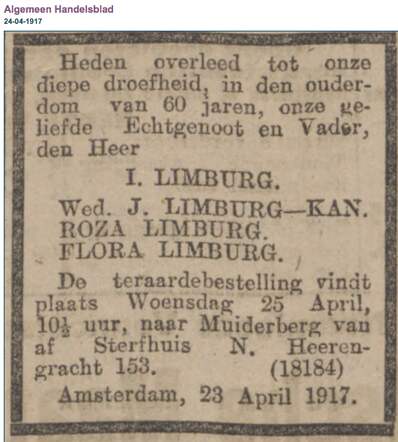 Algemeen Handelsblad
24-04-1917
Heden overleed tot onze
diepe droefheid, in den ouder-
dom van 60 jaren, onze ge-
liefde Echtgenoot en Vader,
den Heer
I. LIMBURG.
Wed. J. LIMBURG—KAN.
ROZA LIMBURG.
FLORA LIMBURG.
De teraardebestelling vindt
plaats Woensdag 25 April,
10½ uur, naar Muiderberg van
af Sterfhuis N. Heeren-
gracht 153. (18184)
Amsterdam, 23 April 1917.